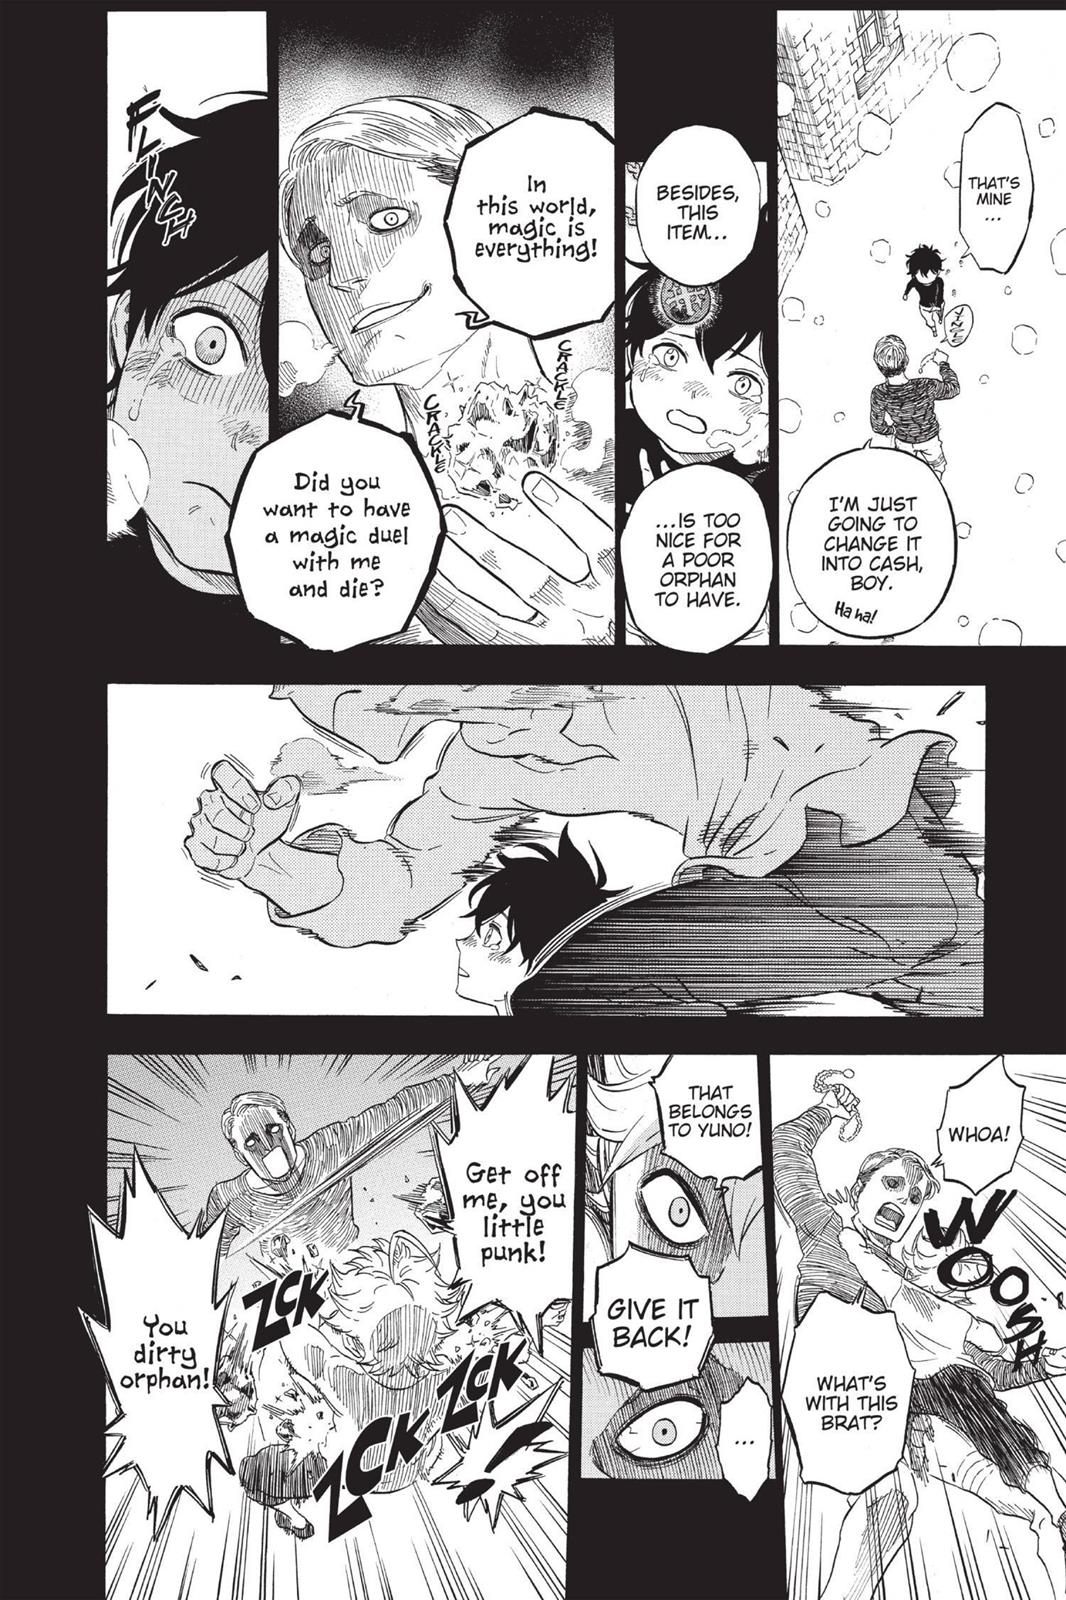 THAT'S
MINE
...
YINK
I'M JUST
GOING TO
CHANGE IT
INTO CASH,
BOY.
Ha ha!
BESIDES,
THIS
ITEM...
...IS TOO
NICE FOR
A POOR
ORPHAN
TO HAVE.
In
this world,
magic is
everything!
CRACKLE
CRACKLE
Did you
want to have
a magic duel
with me
and die?
FLINCH
WHOA!
WOOSH
WHAT'S
WITH THIS
BRAT?
THAT
BELONGS
TO YUNO!
GIVE IT
BACK!
...
Get off
me, you
little
punk!
ZCK
ZCK
ZCK
You
dirty
orphan!